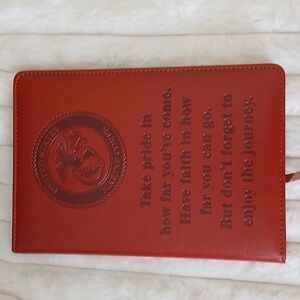 Take pride in
how far you've come.
Have faith in how
far you can go.
But don't forget to
enjoy the journey.